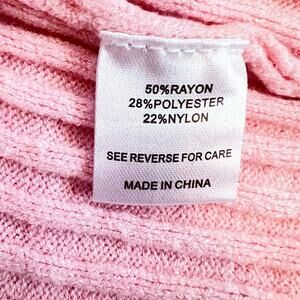 50%RAYON
28%POLYESTER
22%NYLON
SEE REVERSE FOR CARE
MADE IN CHINA